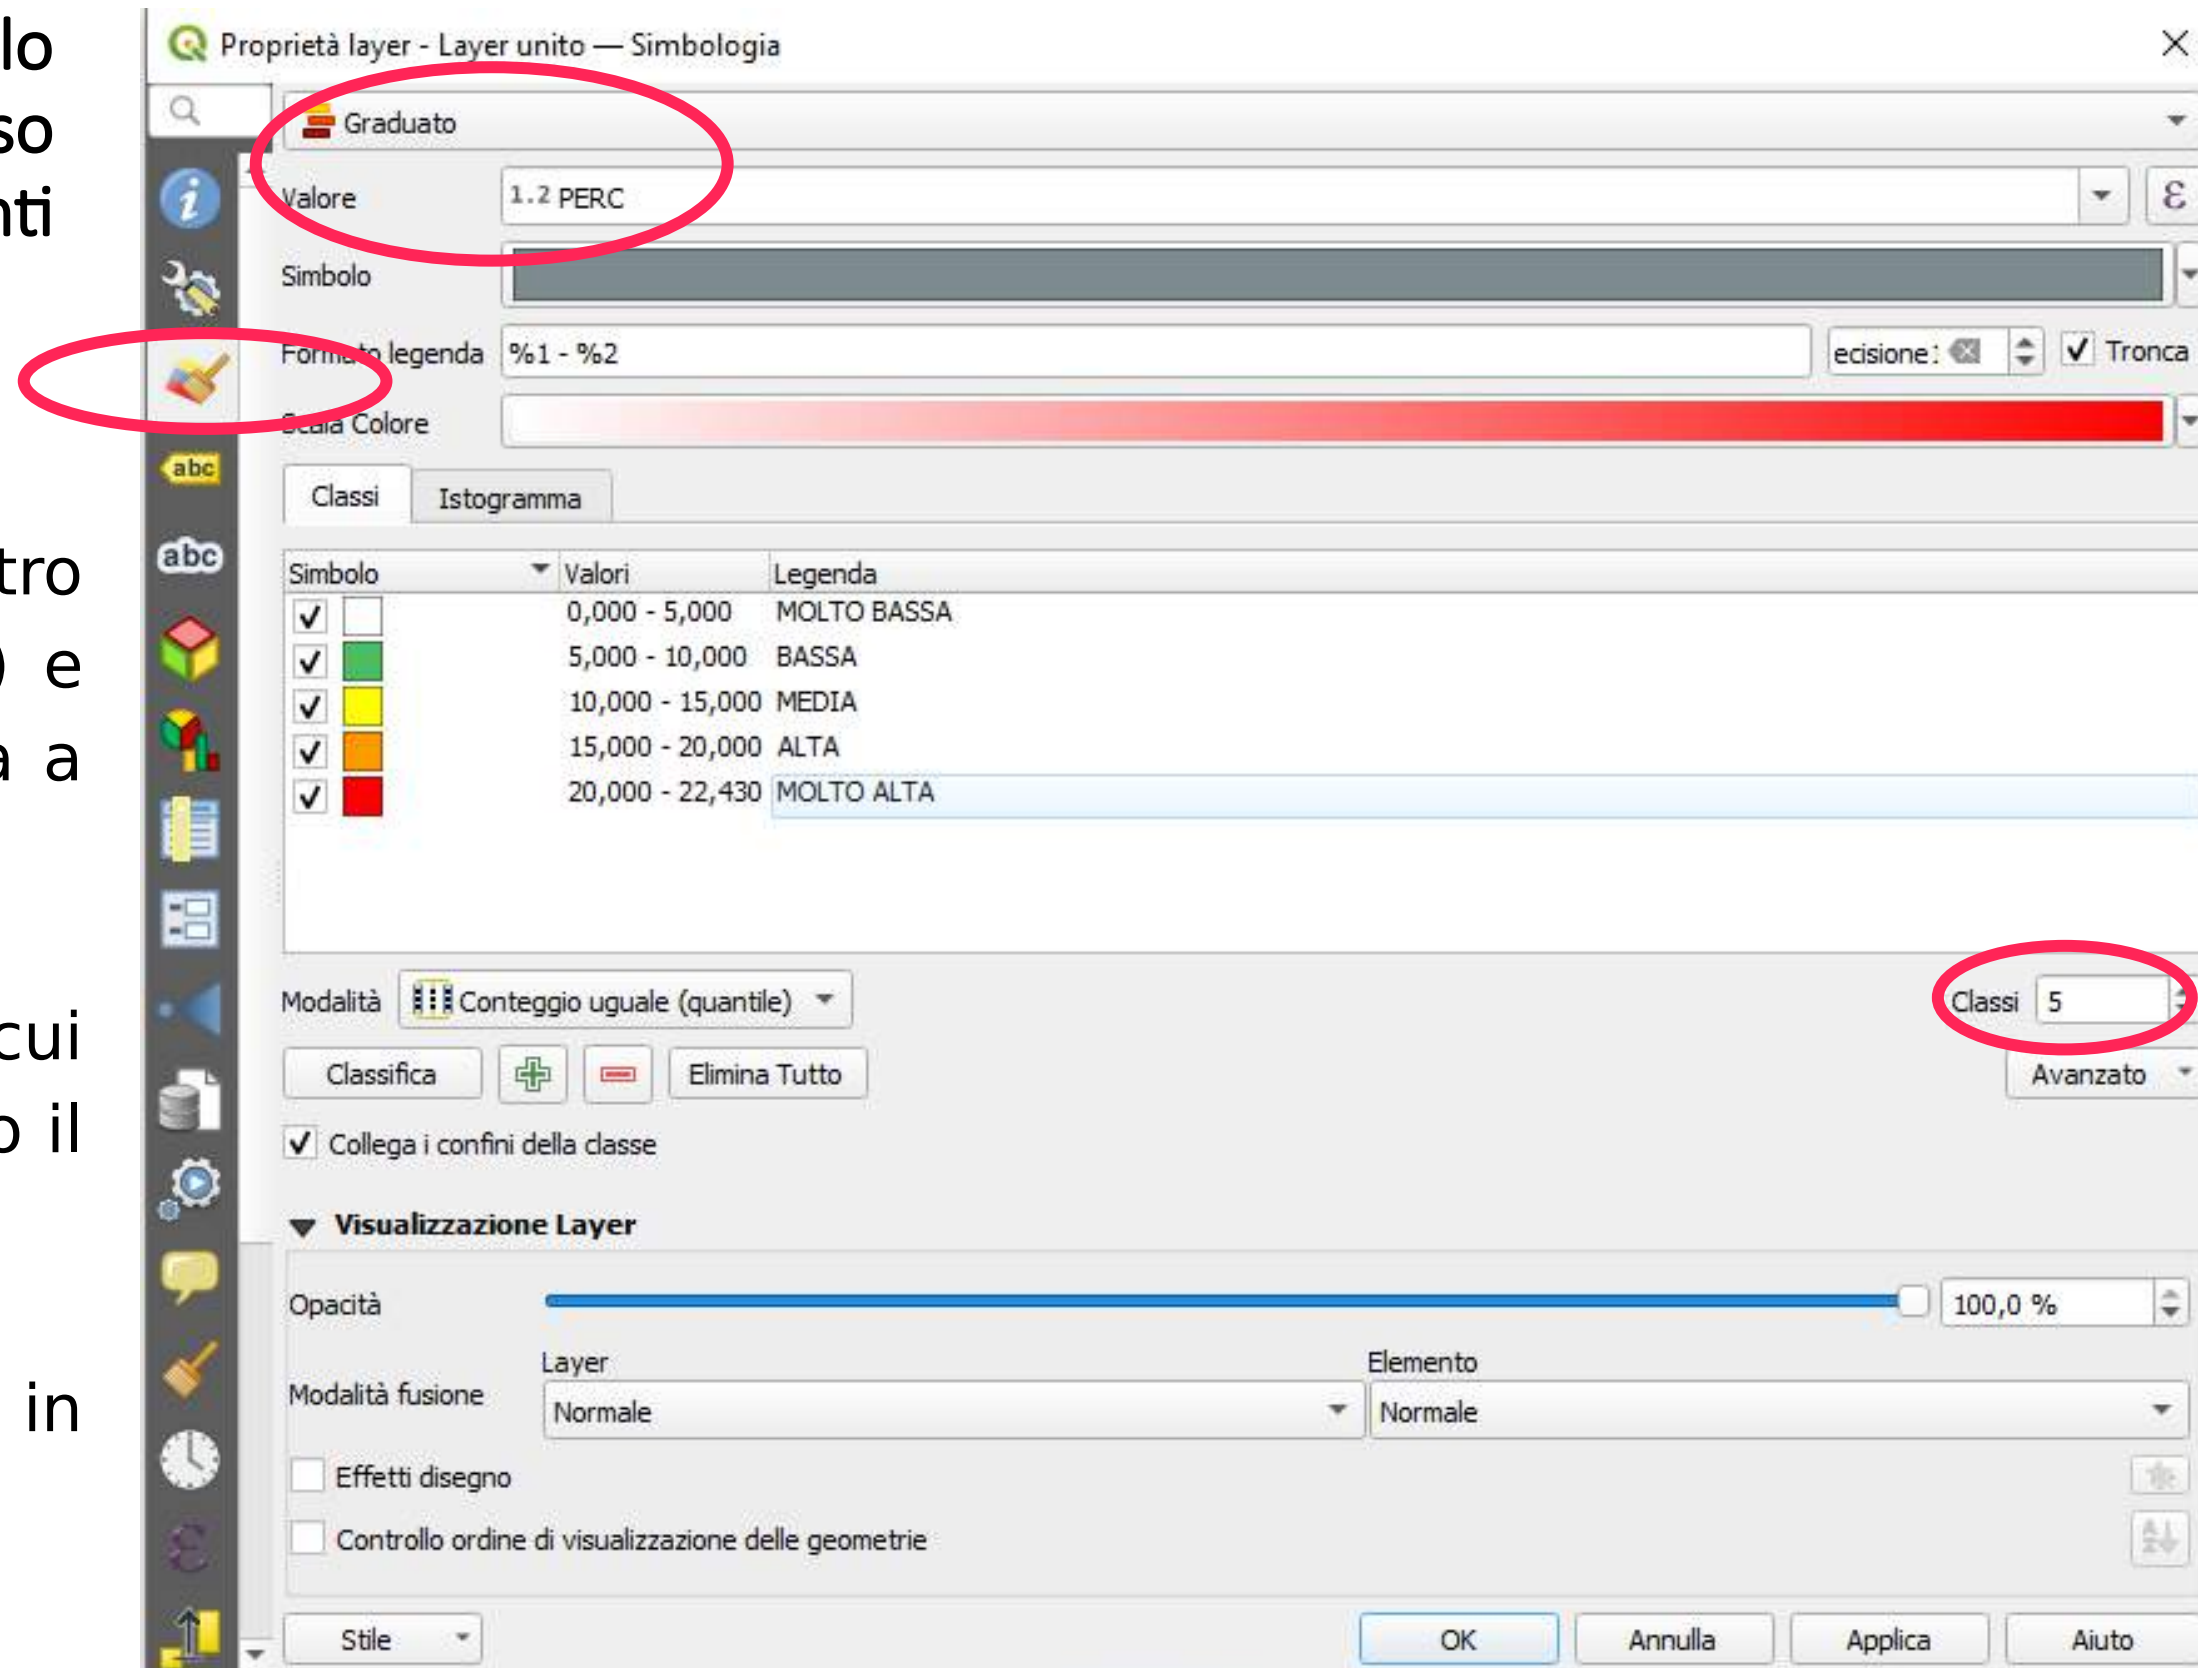 lo
so
nti
tro
) e
a a
cui
o il
in
Proprietà layer - Layer unito — Simbologia
Graduato
Valore 1.2 PERC ε
Simbolo
Formato legenda %1 - %2 ecisione: Tronca
Scala Colore
Classi Istogramma
Simbolo Valori Legenda
0,000 - 5,000 MOLTO BASSA
5,000 - 10,000 BASSA
10,000 - 15,000 MEDIA
15,000 - 20,000 ALTA
20,000 - 22,430 MOLTO ALTA
Modalità Conteggio uguale (quantile) Classi 5
Classifica Elimina Tutto Avanzato
Collega i confini della classe
Visualizzazione Layer
Opacità 100,0 %
Layer Elemento
Modalità fusione Normale Normale
Effetti disegno
Controllo ordine di visualizzazione delle geometrie
Stile OK Annulla Applica Aiuto
abc
abc